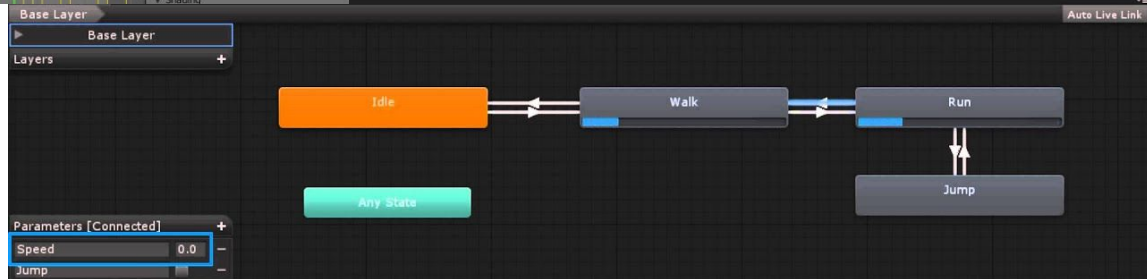 Shading
Base Layer
Auto Live Link
Base Layer
Layers
Idle
Walk
Run
Any State
Jump
Parameters [Connected]
Speed 0.0
Jump